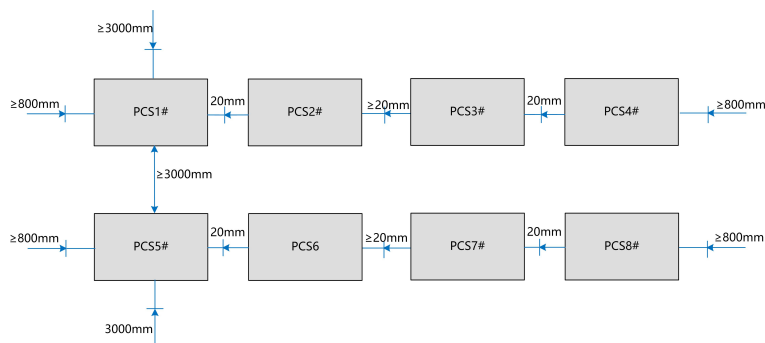 ≥3000mm
≥800mm
PCS1#
20mm
PCS2#
≥20mm
PCS3#
20mm
PCS4#
≥800mm
≥3000mm
≥800mm
PCS5#
20mm
PCS6
≥20mm
PCS7#
20mm
PCS8#
≥800mm
3000mm